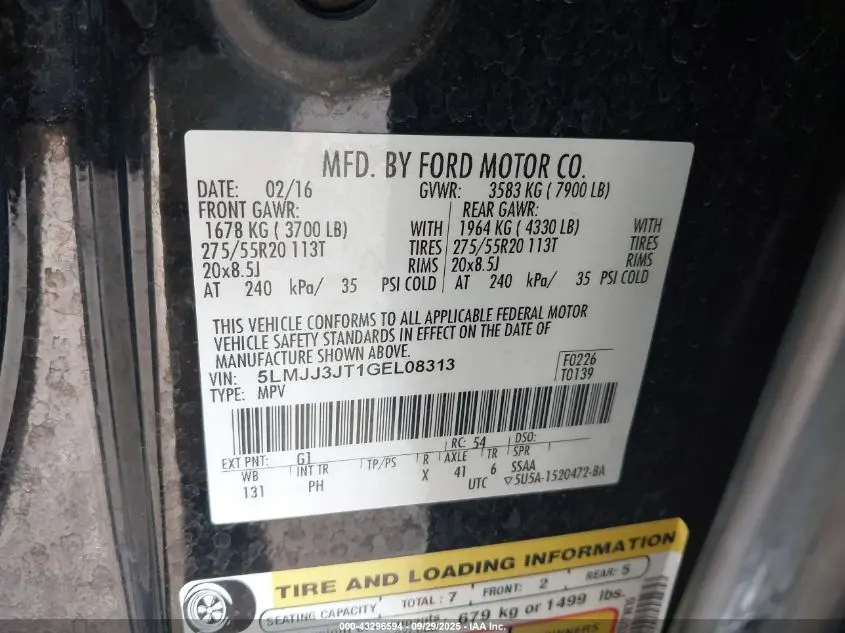 MFD. BY FORD MOTOR CO.
DATE: 02/16 GVWR: 3583 KG ( 7900 LB)
FRONT GAWR: REAR GAWR:
1678 KG ( 3700 LB) WITH 1964 KG ( 4330 LB) WITH
275/55R20 113T TIRES 275/55R20 113T TIRES
20x8.5J RIMS 20x8.5J RIMS
AT 240 kPa/ 35 PSI COLD AT 240 kPa/ 35 PSI COLD
THIS VEHICLE CONFORMS TO ALL APPLICABLE FEDERAL MOTOR
VEHICLE SAFETY STANDARDS IN EFFECT ON THE DATE OF
MANUFACTURE SHOWN ABOVE.
VIN: 5LMJJ3JT1GEL08313 F0226
TYPE: MPV T0139
EXT PNT: G1 RC: 54 DSO:
WB INT TR TP/PS R AXLE TR SPR
131 PH X 41 6 SSAA
UTC ▽5U5A-1520472-BA
TIRE AND LOADING INFORMATION
SEATING CAPACITY TOTAL : 7 FRONT: 2 REAR: 5
679 kg or 1499 lbs.
©-----43296594 -- 09/29/2025 -- IAA Inc.